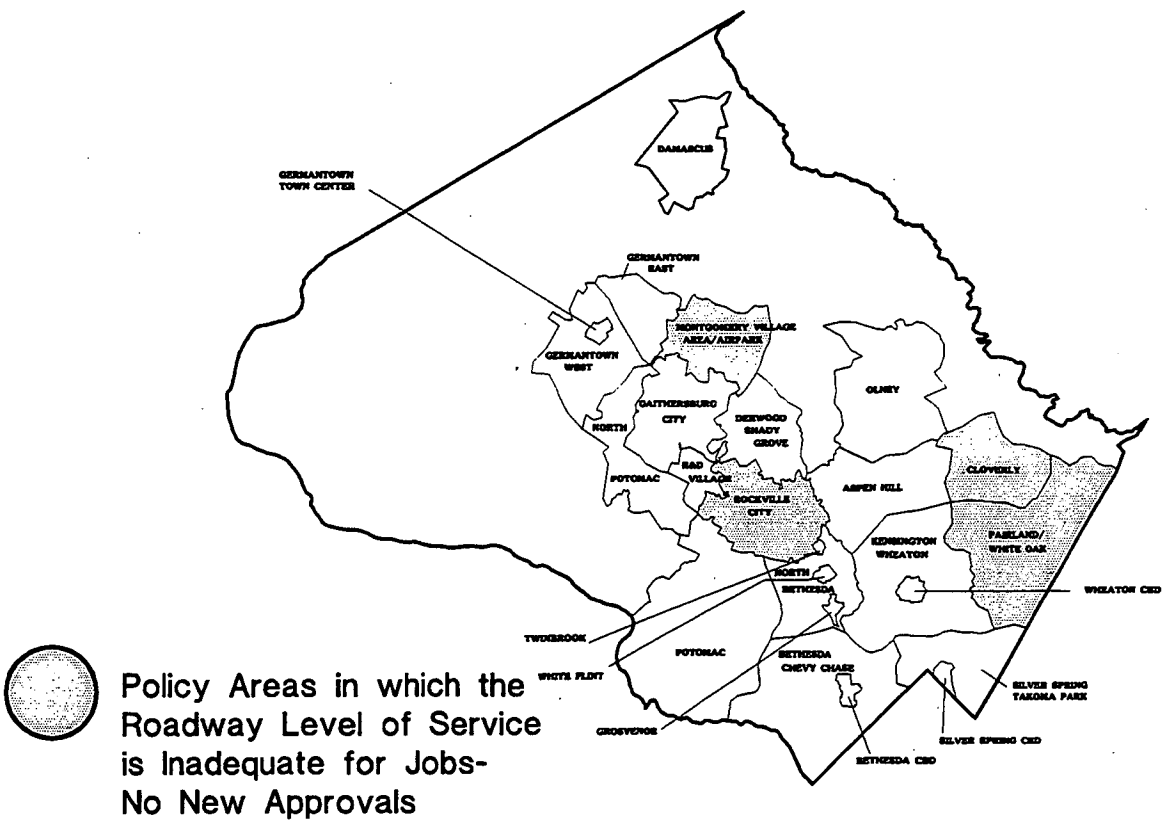 DAMASCUS
GERMANTOWN
TOWN CENTER
GERMANTOWN
EAST
MONTGOMERY VILLAGE
AREA/AIRPARK
GERMANTOWN
WEST
OLNEY
GAITHERSBURG
CITY
DERWOOD
SHADY
GROVE
NORTH
POTOMAC
R&D
VILLAGE
CLOVERLY
ASPEN HILL
ROCKVILLE
CITY
FAIRLAND/
WHITE OAK
KENSINGTON
WHEATON
NORTH
BETHESDA
WHEATON CBD
TWINBROOK
POTOMAC
BETHESDA
CHEVY CHASE
WHITE FLINT
SILVER SPRING
TAKOMA PARK
GROSVENOR
SILVER SPRING CBD
BETHESDA CBD
Policy Areas in which the
Roadway Level of Service
is Inadequate for Jobs-
No New Approvals